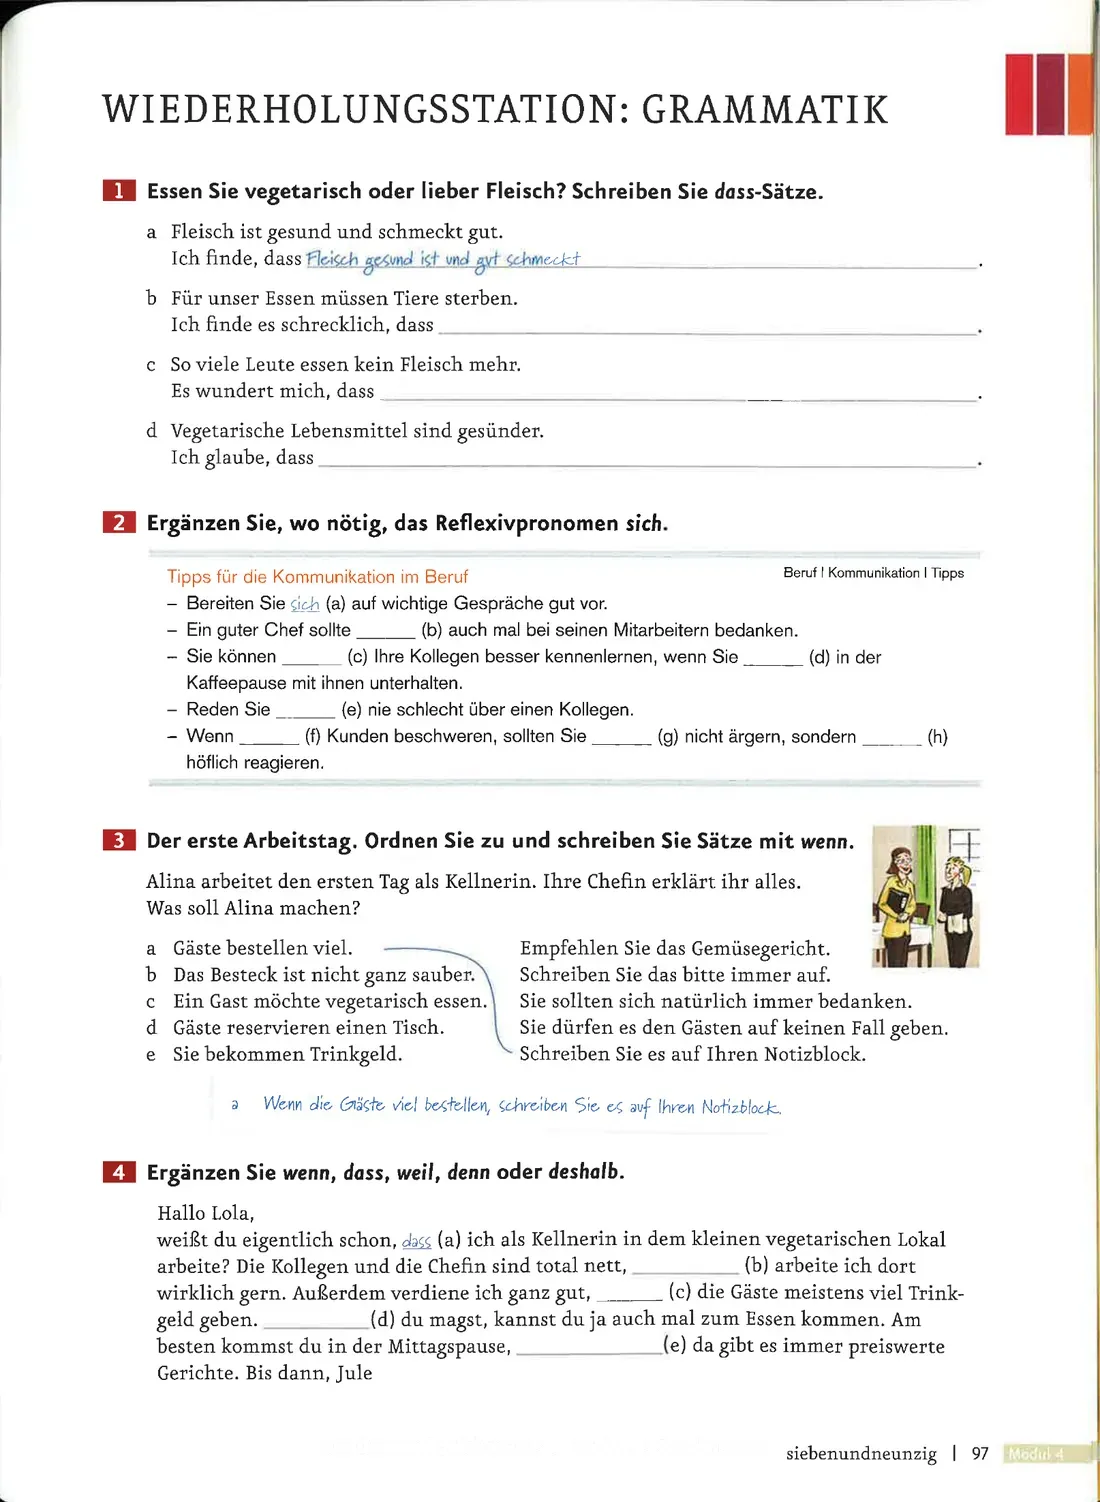 WIEDERHOLUNGSSTATION: GRAMMATIK
1 Essen Sie vegetarisch oder lieber Fleisch? Schreiben Sie dass-Sätze.
a Fleisch ist gesund und schmeckt gut.
Ich finde, dass Fleisch gesund ist und gut schmeckt.
b Für unser Essen müssen Tiere sterben.
Ich finde es schrecklich, dass ______.
c So viele Leute essen kein Fleisch mehr.
Es wundert mich, dass ______.
d Vegetarische Lebensmittel sind gesünder.
Ich glaube, dass ______.
2 Ergänzen Sie, wo nötig, das Reflexivpronomen sich.
Tipps für die Kommunikation im Beruf
Beruf | Kommunikation | Tipps
– Bereiten Sie sich (a) auf wichtige Gespräche gut vor.
– Ein guter Chef sollte ______ (b) auch mal bei seinen Mitarbeitern bedanken.
– Sie können ______ (c) Ihre Kollegen besser kennenlernen, wenn Sie ______ (d) in der
Kaffeepause mit ihnen unterhalten.
– Reden Sie ______ (e) nie schlecht über einen Kollegen.
– Wenn ______ (f) Kunden beschweren, sollten Sie ______ (g) nicht ärgern, sondern ______ (h)
höflich reagieren.
3 Der erste Arbeitstag. Ordnen Sie zu und schreiben Sie Sätze mit wenn.
Alina arbeitet den ersten Tag als Kellnerin. Ihre Chefin erklärt ihr alles.
Was soll Alina machen?
a Gäste bestellen viel. Empfehlen Sie das Gemüsegericht.
b Das Besteck ist nicht ganz sauber. Schreiben Sie das bitte immer auf.
c Ein Gast möchte vegetarisch essen. Sie sollten sich natürlich immer bedanken.
d Gäste reservieren einen Tisch. Sie dürfen es den Gästen auf keinen Fall geben.
e Sie bekommen Trinkgeld. Schreiben Sie es auf Ihren Notizblock.
a Wenn die Gäste viel bestellen, schreiben Sie es auf Ihren Notizblock.
4 Ergänzen Sie wenn, dass, weil, denn oder deshalb.
Hallo Lola,
weißt du eigentlich schon, dass (a) ich als Kellnerin in dem kleinen vegetarischen Lokal
arbeite? Die Kollegen und die Chefin sind total nett, ______ (b) arbeite ich dort
wirklich gern. Außerdem verdiene ich ganz gut, ______ (c) die Gäste meistens viel Trink-
geld geben. ______ (d) du magst, kannst du ja auch mal zum Essen kommen. Am
besten kommst du in der Mittagspause, ______ (e) da gibt es immer preiswerte
Gerichte. Bis dann, Jule
siebenundneunzig | 97 Modul 4